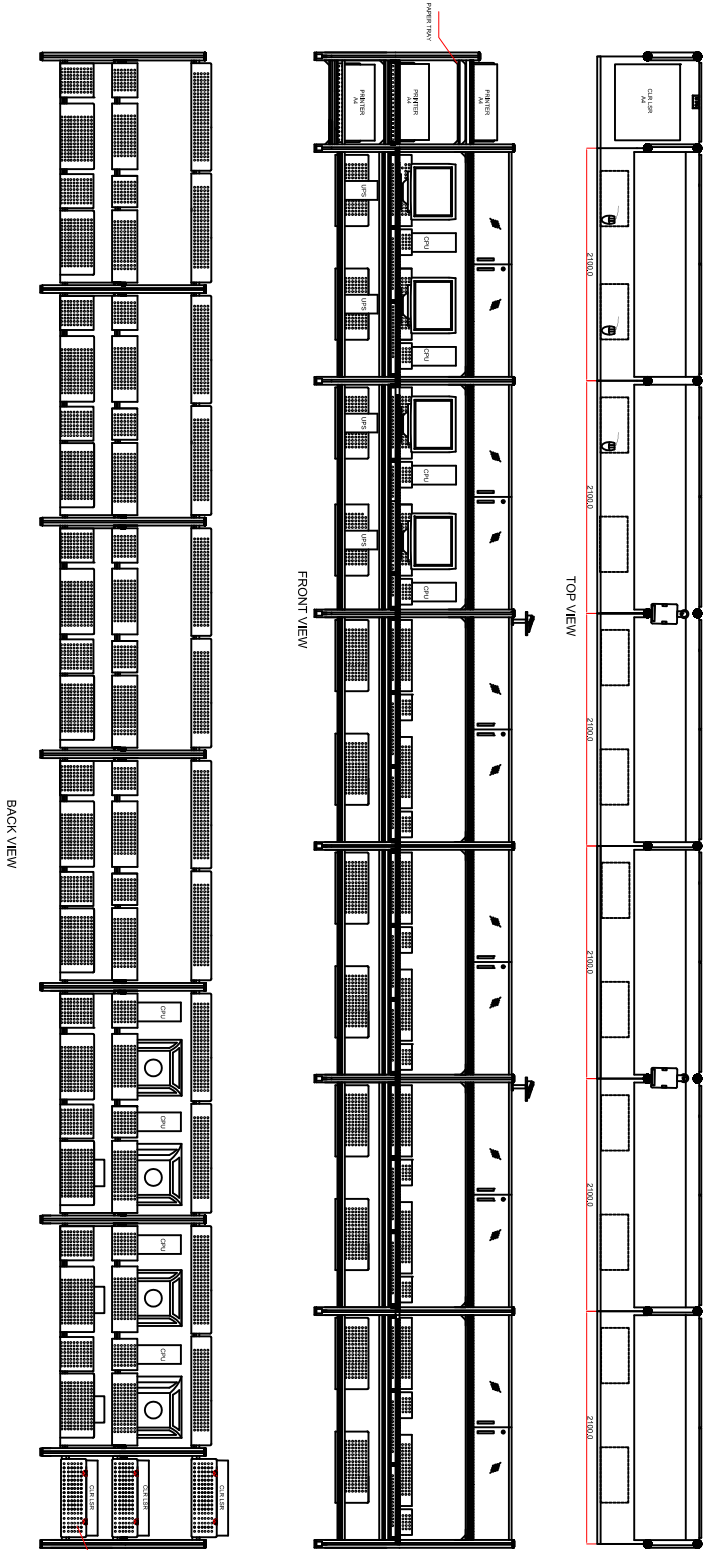 PAPER TRAY
PRINTER
A4
PRINTER
A4
PRINTER
A4
CLR LSR
A4
UPS
CPU
UPS
CPU
UPS
CPU
UPS
CPU
2100,0
2100,0
2100,0
2100,0
2100,0
2100,0
TOP VIEW
FRONT VIEW
BACK VIEW
CPU
CPU
CPU
CPU
CLR LSR
CLR LSR
CLR LSR